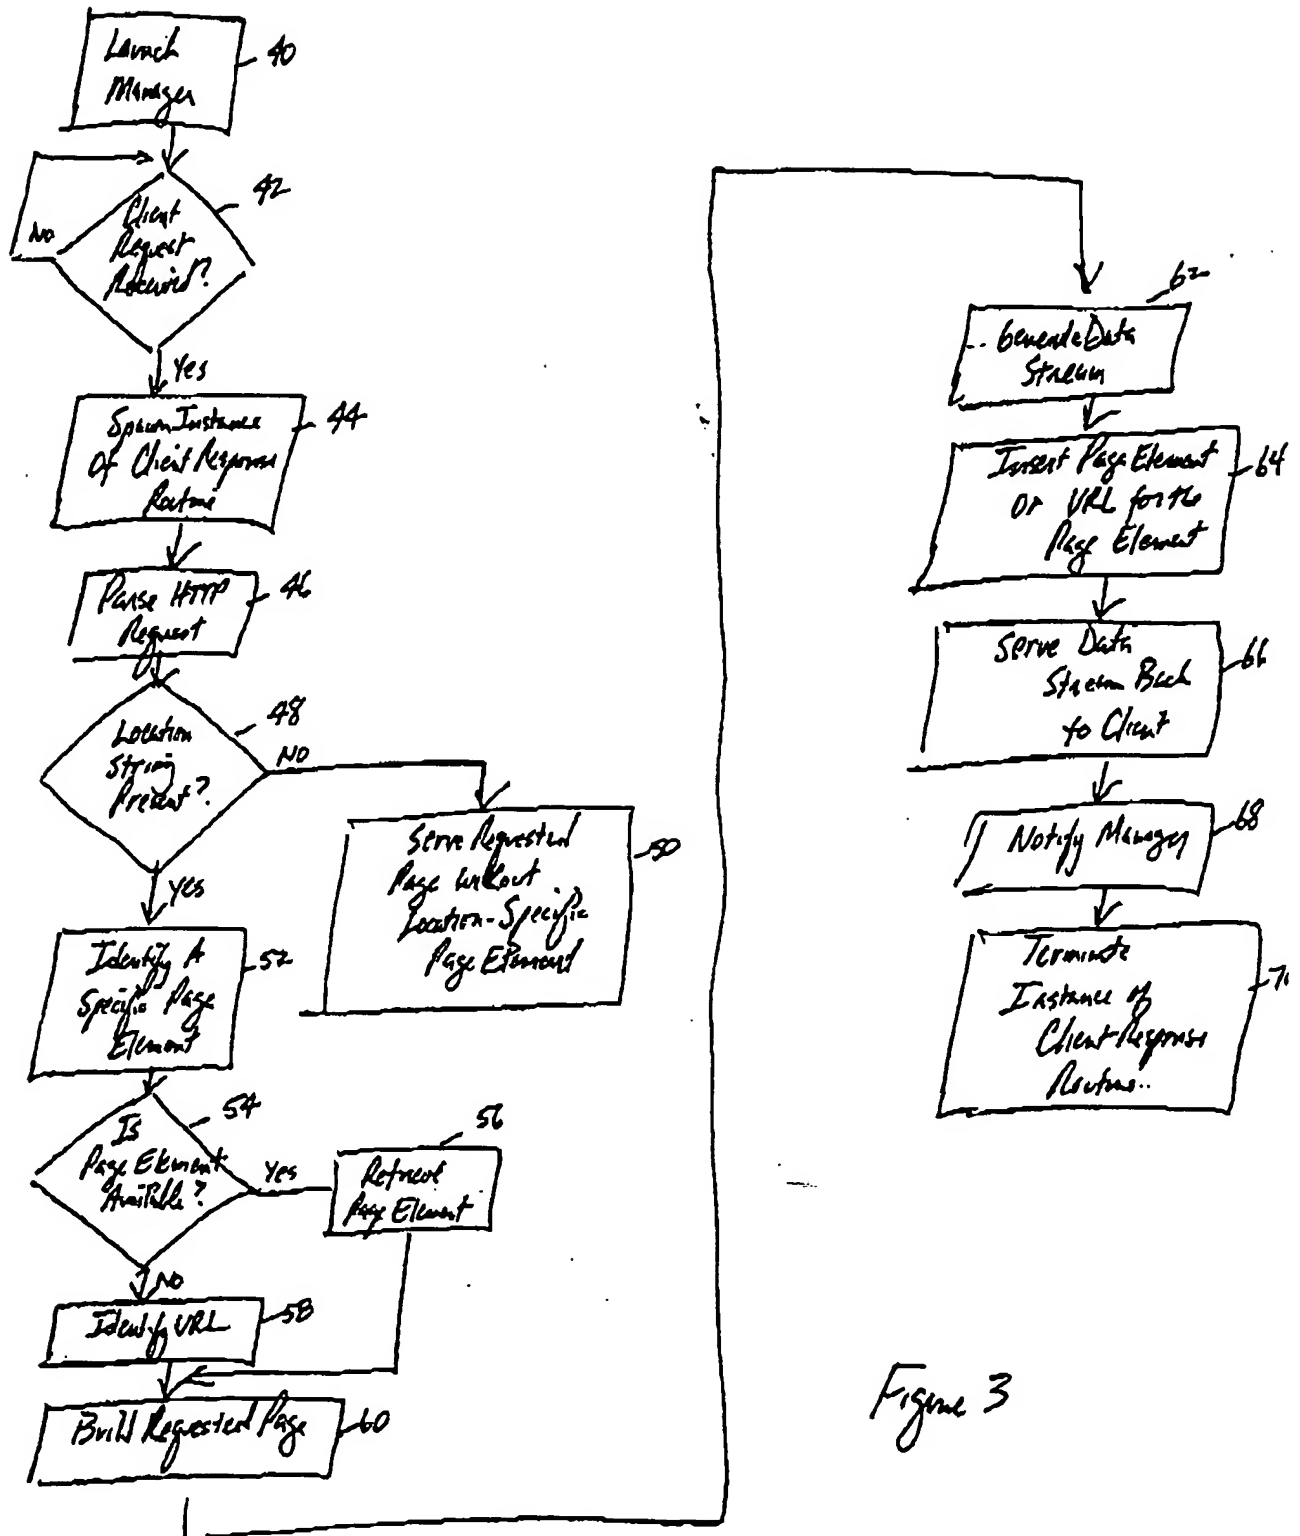 Launch
Manager
40
42
Client
Request
Received?
No
Yes
Spawn Instance
Of Client Response
Routine
44
Parse HTTP
Request
46
48
Location
String
Present?
NO
Yes
Serve Requested
Page without
Location-Specific
Page Element
50
Identify A
Specific Page
Element
52
54
Is
Page Element
Available?
Yes
56
Retrieve
Page Element
NO
Identify URL
58
Build Requested Page
60
62
Generate Data
Stream
Insert Page Element
Or URL for the
Page Element
64
Serve Data
Stream Back
to Client
66
Notify Manager
68
Terminate
Instance of
Client Response
Routine..
Figure 3